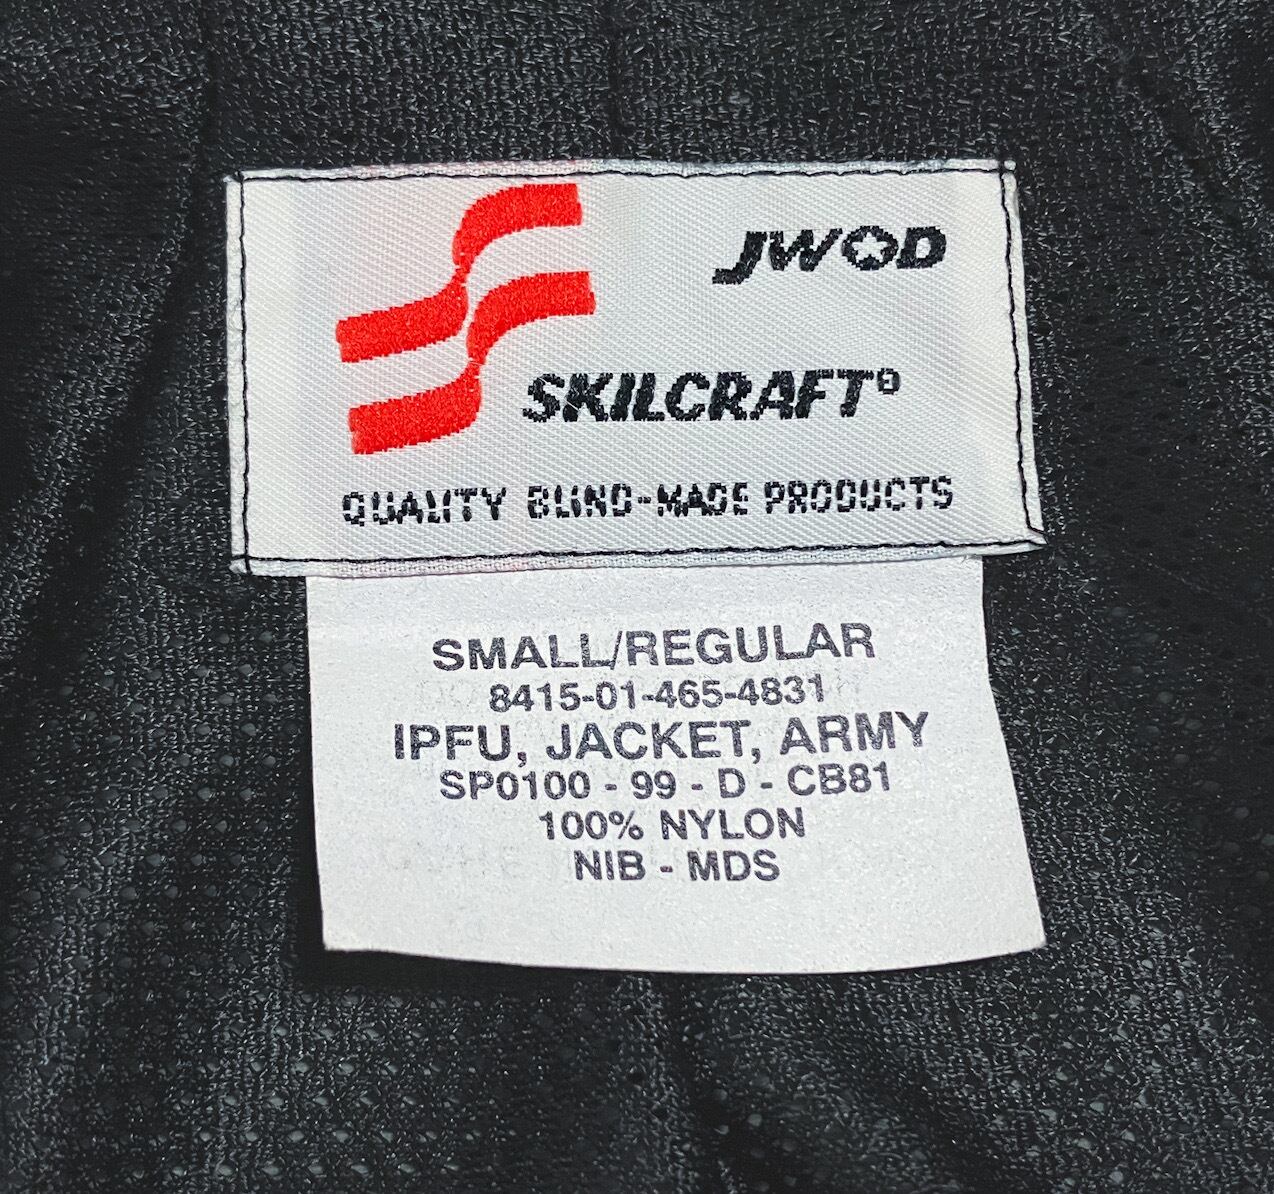 JWOD
SKILCRAFT®
QUALITY BLIND-MADE PRODUCTS
SMALL/REGULAR
8415-01-465-4831
IPFU, JACKET, ARMY
SP0100 - 99 - D - CB81
100% NYLON
NIB - MDS